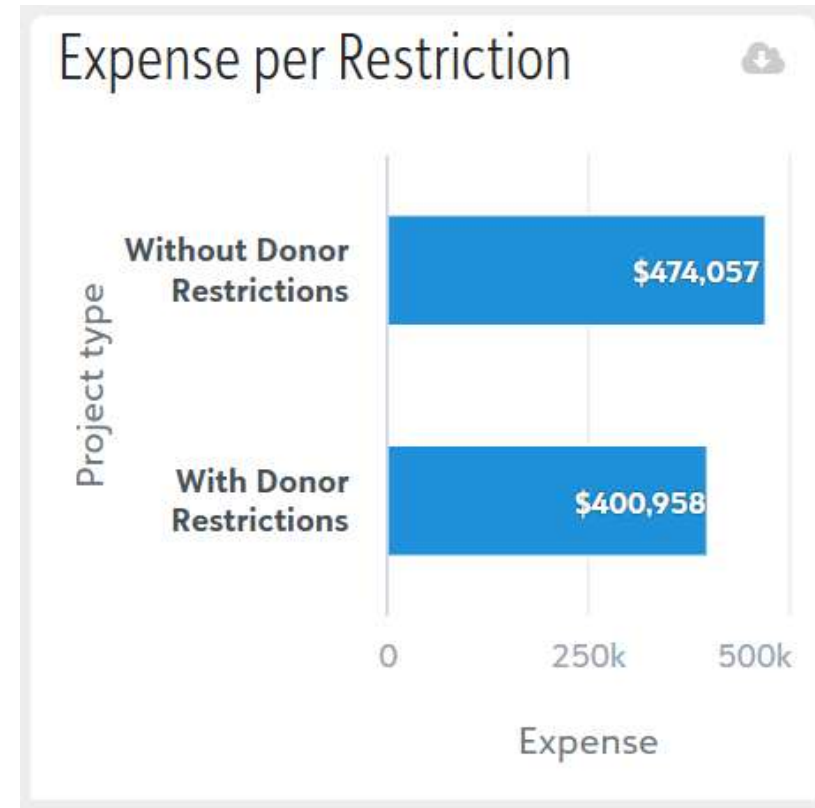 Expense per Restriction
Project type
Without Donor
Restrictions
$474,057
With Donor
Restrictions
$400,958
0
250k
500k
Expense